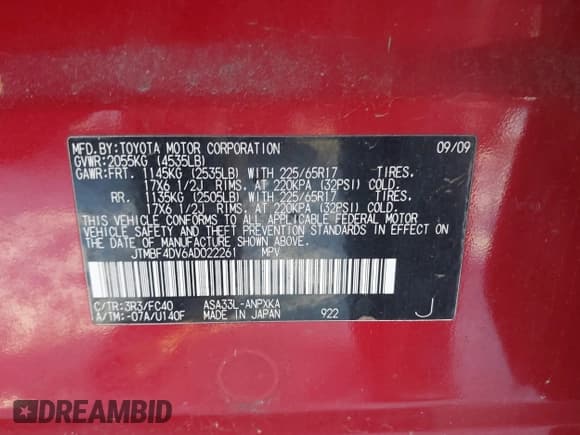 MFD.BY:TOYOTA MOTOR CORPORATION 09/09
GVWR:2055KG (4535LB)
GAWR:FRT. 1145KG (2535LB) WITH 225/65R17 TIRES.
17X6 1/2J RIMS. AT 220KPA (32PSI) COLD.
RR. 1135KG (2505LB) WITH 225/65R17 TIRES.
17X6 1/2J RIMS. AT 220KPA (32PSI) COLD.
THIS VEHICLE CONFORMS TO ALL APPLICABLE FEDERAL MOTOR
VEHICLE SAFETY AND THEFT PREVENTION STANDARDS IN EFFECT
ON THE DATE OF MANUFACTURE SHOWN ABOVE.
JTMBF4DV6AD022261 MPV
C/TR:3R3/FC40 ASA33L-ANPXKA
A/TM:-07A/U140F MADE IN JAPAN 922 J
DREAMBID